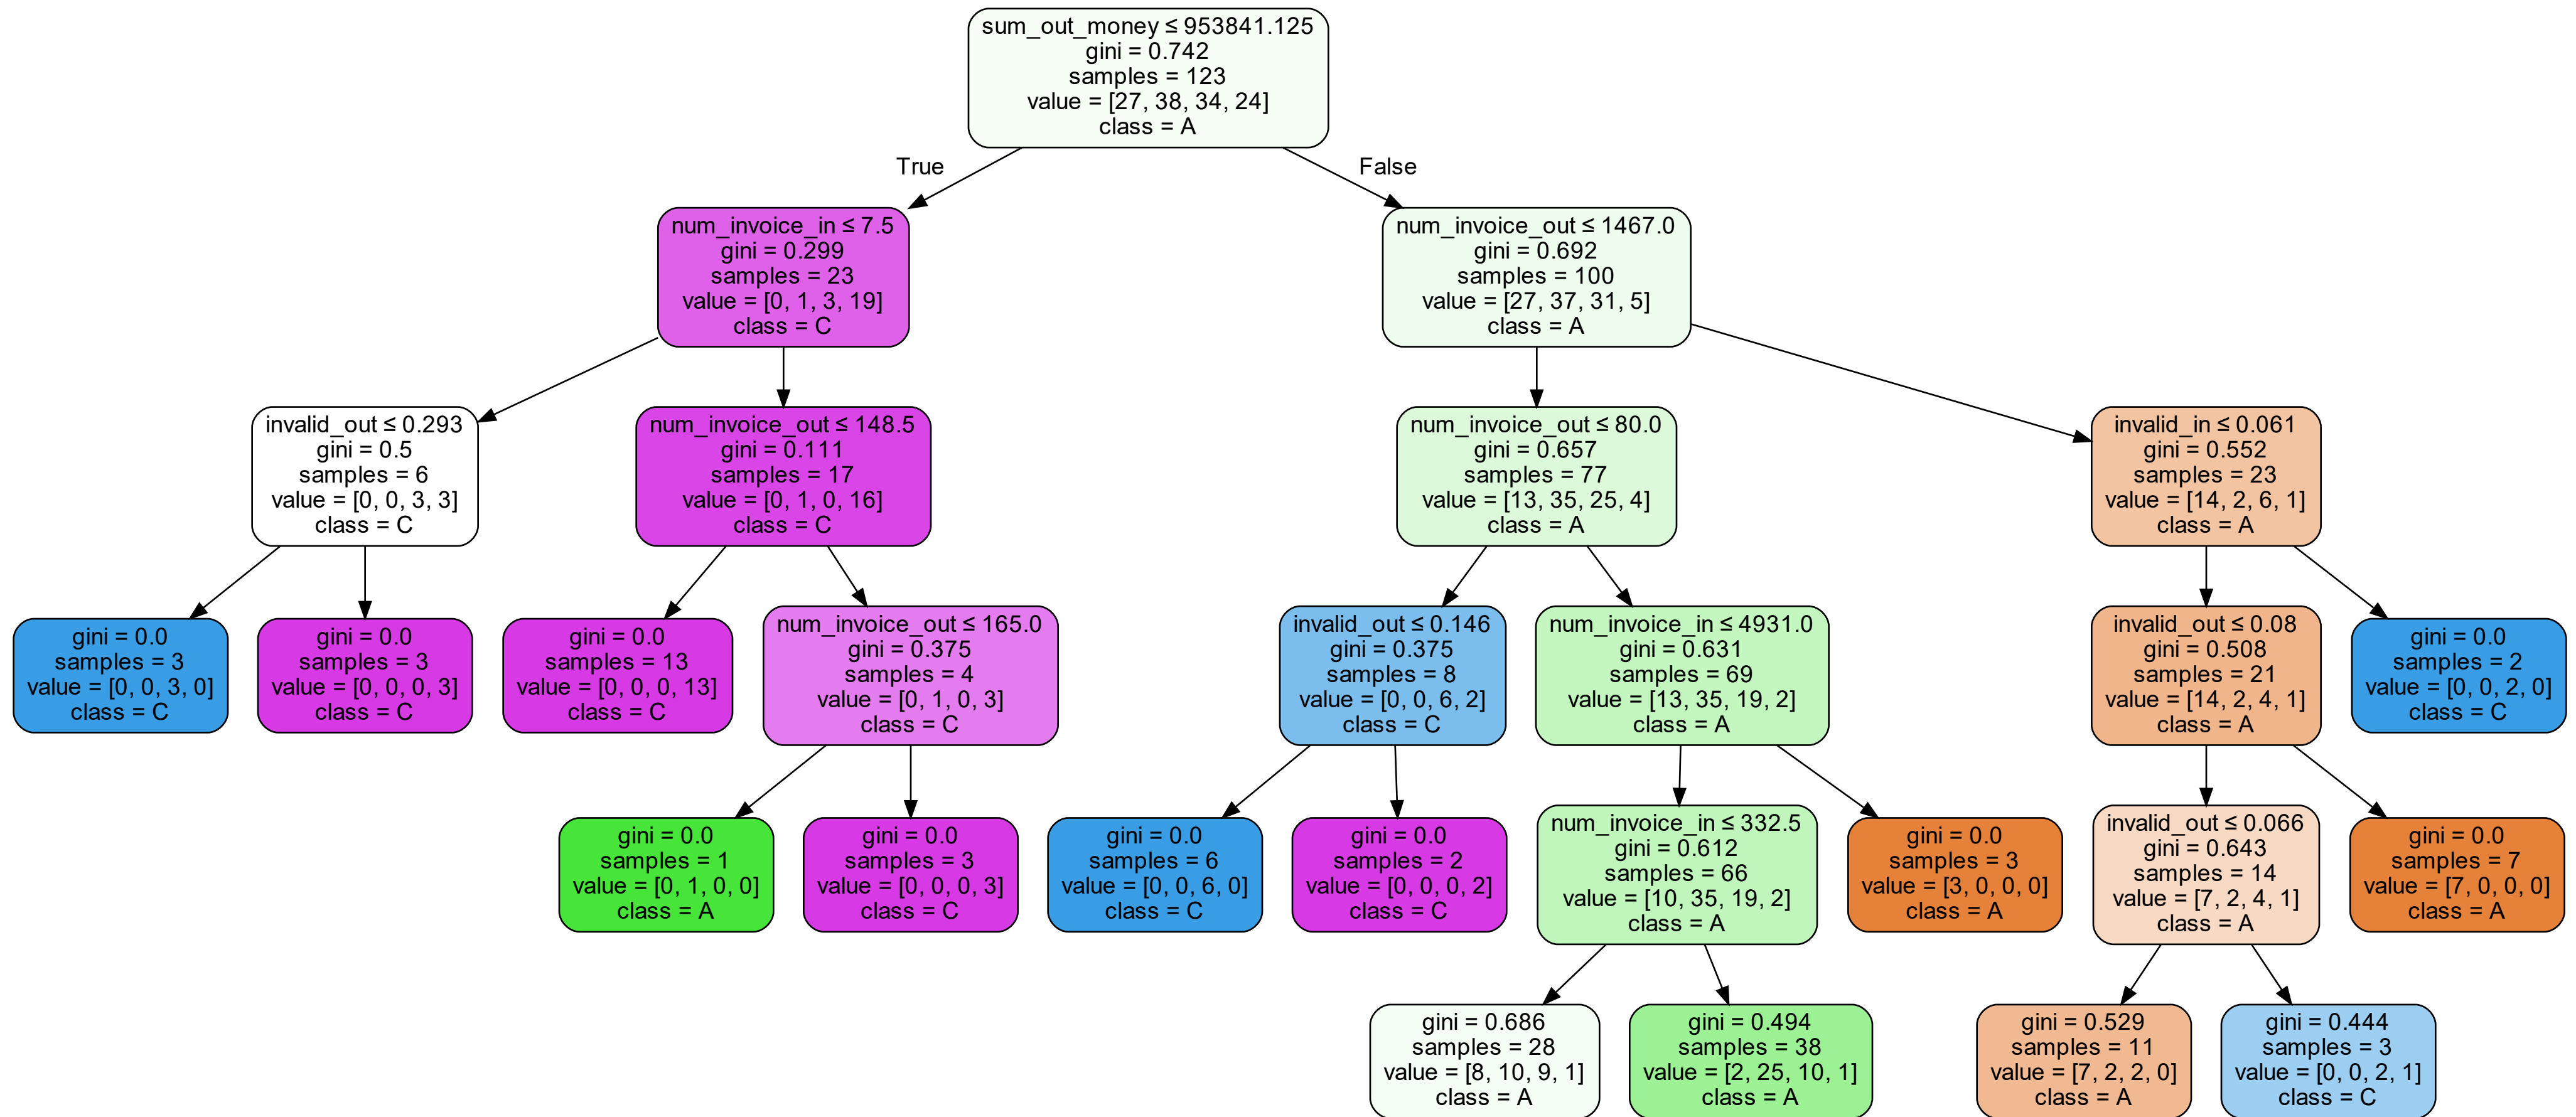 sum_out_money ≤ 953841.125
gini = 0.742
samples = 123
value = [27, 38, 34, 24]
class = A
True
False
num_invoice_in ≤ 7.5
gini = 0.299
samples = 23
value = [0, 1, 3, 19]
class = C
num_invoice_out ≤ 1467.0
gini = 0.692
samples = 100
value = [27, 37, 31, 5]
class = A
invalid_out ≤ 0.293
gini = 0.5
samples = 6
value = [0, 0, 3, 3]
class = C
num_invoice_out ≤ 148.5
gini = 0.111
samples = 17
value = [0, 1, 0, 16]
class = C
num_invoice_out ≤ 80.0
gini = 0.657
samples = 77
value = [13, 35, 25, 4]
class = A
invalid_in ≤ 0.061
gini = 0.552
samples = 23
value = [14, 2, 6, 1]
class = A
gini = 0.0
samples = 3
value = [0, 0, 3, 0]
class = C
gini = 0.0
samples = 3
value = [0, 0, 0, 3]
class = C
gini = 0.0
samples = 13
value = [0, 0, 0, 13]
class = C
num_invoice_out ≤ 165.0
gini = 0.375
samples = 4
value = [0, 1, 0, 3]
class = C
invalid_out ≤ 0.146
gini = 0.375
samples = 8
value = [0, 0, 6, 2]
class = C
num_invoice_in ≤ 4931.0
gini = 0.631
samples = 69
value = [13, 35, 19, 2]
class = A
invalid_out ≤ 0.08
gini = 0.508
samples = 21
value = [14, 2, 4, 1]
class = A
gini = 0.0
samples = 2
value = [0, 0, 2, 0]
class = C
gini = 0.0
samples = 1
value = [0, 1, 0, 0]
class = A
gini = 0.0
samples = 3
value = [0, 0, 0, 3]
class = C
gini = 0.0
samples = 6
value = [0, 0, 6, 0]
class = C
gini = 0.0
samples = 2
value = [0, 0, 0, 2]
class = C
num_invoice_in ≤ 332.5
gini = 0.612
samples = 66
value = [10, 35, 19, 2]
class = A
gini = 0.0
samples = 3
value = [3, 0, 0, 0]
class = A
invalid_out ≤ 0.066
gini = 0.643
samples = 14
value = [7, 2, 4, 1]
class = A
gini = 0.0
samples = 7
value = [7, 0, 0, 0]
class = A
gini = 0.686
samples = 28
value = [8, 10, 9, 1]
class = A
gini = 0.494
samples = 38
value = [2, 25, 10, 1]
class = A
gini = 0.529
samples = 11
value = [7, 2, 2, 0]
class = A
gini = 0.444
samples = 3
value = [0, 0, 2, 1]
class = C